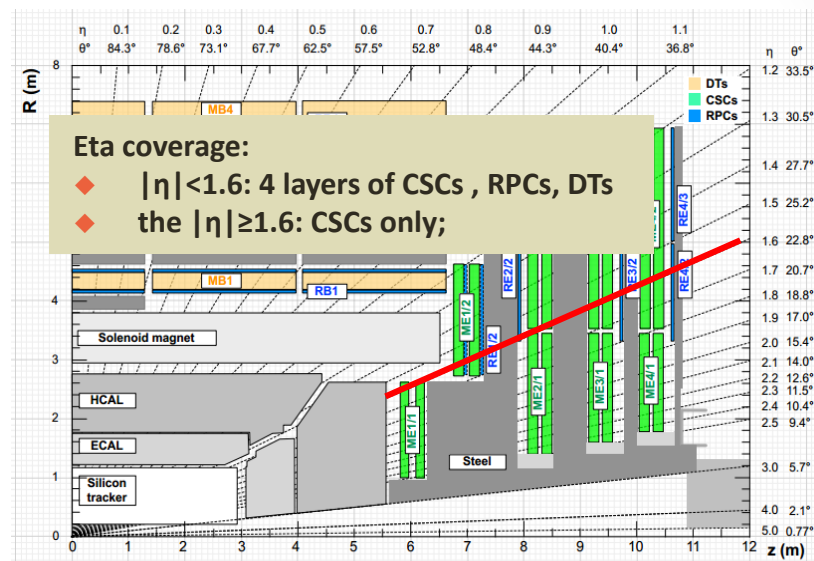 η 0.1 0.2 0.3 0.4 0.5 0.6 0.7 0.8 0.9 1.0 1.1
θ° 84.3° 78.6° 73.1° 67.7° 62.5° 57.5° 52.8° 48.4° 44.3° 40.4° 36.8°
η θ°
1.2 33.5°
1.3 30.5°
1.4 27.7°
1.5 25.2°
1.6 22.8°
1.7 20.7°
1.8 18.8°
1.9 17.0°
2.0 15.4°
2.1 14.0°
2.2 12.6°
2.3 11.5°
2.4 10.4°
2.5 9.4°
3.0 5.7°
4.0 2.1°
5.0 0.77°
R (m)
8
4
3
2
1
0
DTs
CSCs
RPCs
MB4
Eta coverage:
◆ |η|<1.6: 4 layers of CSCs , RPCs, DTs
◆ the |η|≥1.6: CSCs only;
MB1
RB1
Solenoid magnet
HCAL
ECAL
Silicon
tracker
Steel
ME1/1
ME1/2
RE2/2
ME2/1
RE3/2
ME3/1
ME4/1
RE4/3
0 1 2 3 4 5 6 7 8 9 10 11 12
z (m)